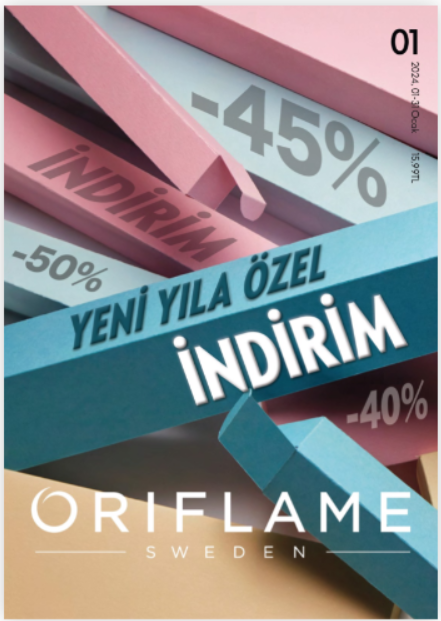 01
2024, 01-31 Ocak 15.99TL
-45%
İNDİRİM
-50%
YENİ YILA ÖZEL
İNDİRİM
-40%
ORIFLAME
SWEDEN